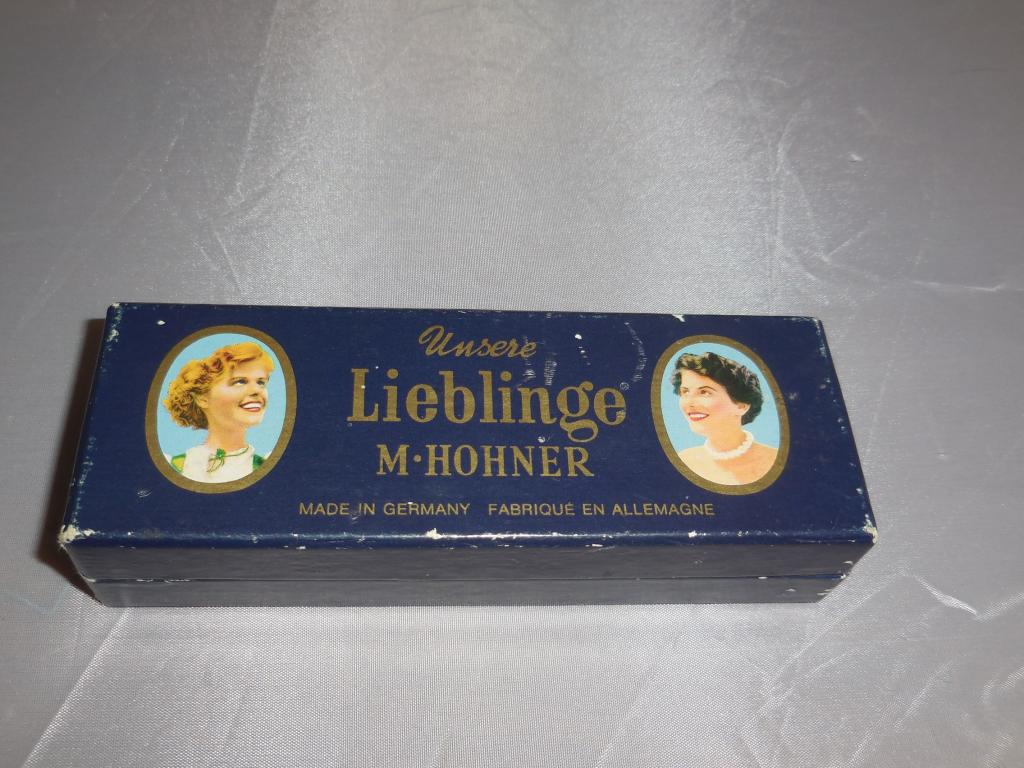 Unsere
Lieblinge
M·HOHNER
MADE IN GERMANY FABRIQUÉ EN ALLEMAGNE